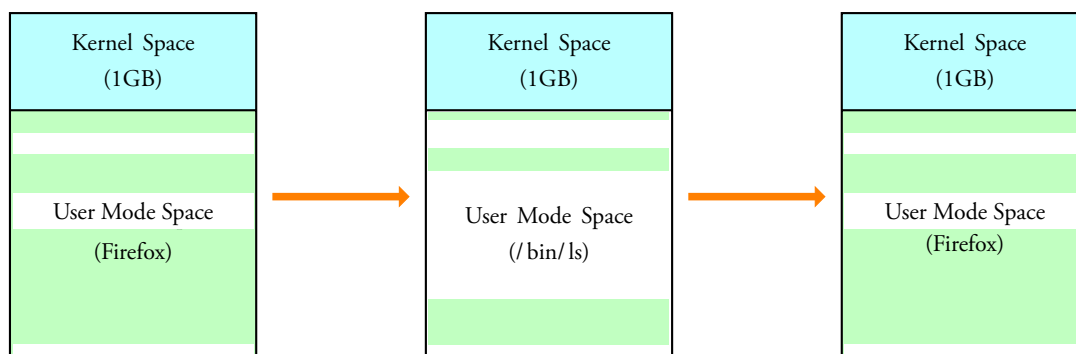 Kernel Space
(1GB)
User Mode Space
(Firefox)
Kernel Space
(1GB)
User Mode Space
(/bin/ls)
Kernel Space
(1GB)
User Mode Space
(Firefox)